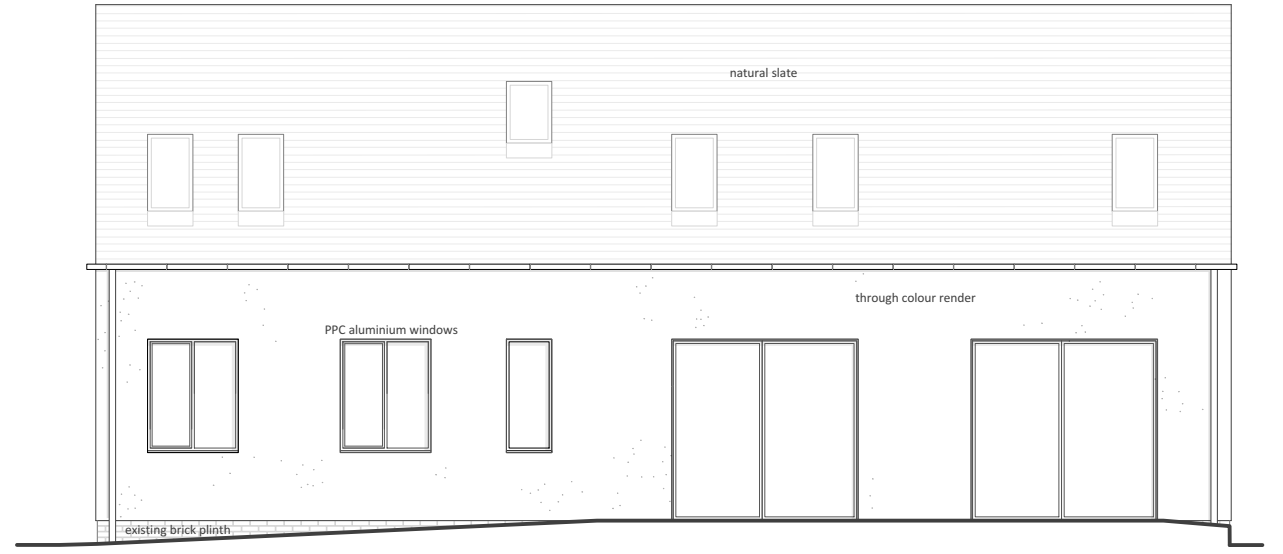 natural slate
through colour render
PPC aluminium windows
existing brick plinth